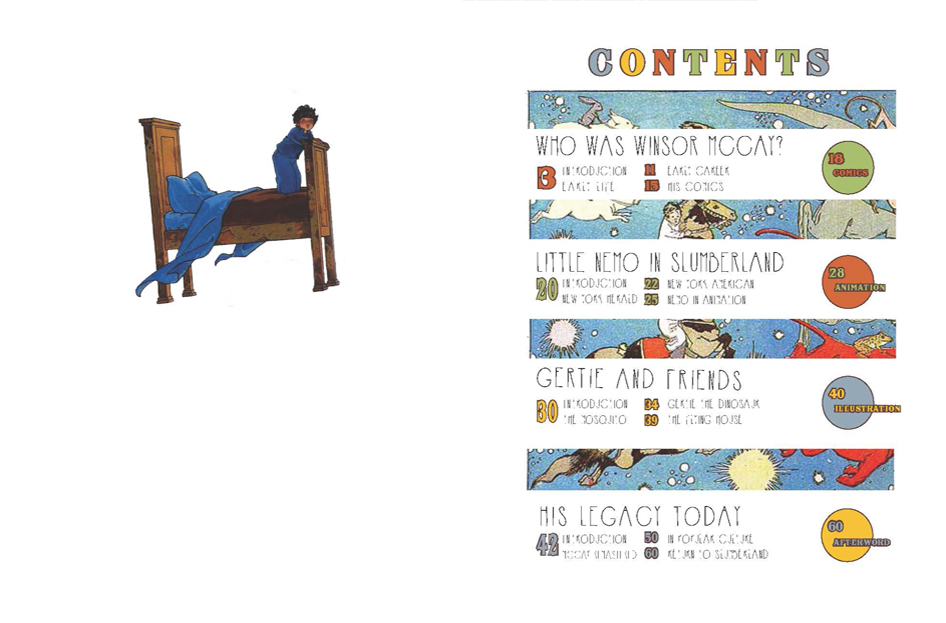 CONTENTS
WHO WAS WINSOR MCCAY?
3 INTRODUCTION 11 EARLY CAREER
EARLY LIFE 15 HIS COMICS
18
COMICS
LITTLE NEMO IN SLUMBERLAND
20 INTRODUCTION 22 NEW YORK AMERICAN
NEW YORK HERALD 25 NEMO IN ANIMATION
28
ANIMATION
GERTIE AND FRIENDS
30 INTRODUCTION 34 GERTIE THE DINOSAUR
THE MOSQUITO 39 THE FLYING HOUSE
40
ILLUSTRATION
HIS LEGACY TODAY
42 INTRODUCTION 50 IN POPULAR CULTURE
60 RETURN TO SLUMBERLAND
60
AFTERWORD